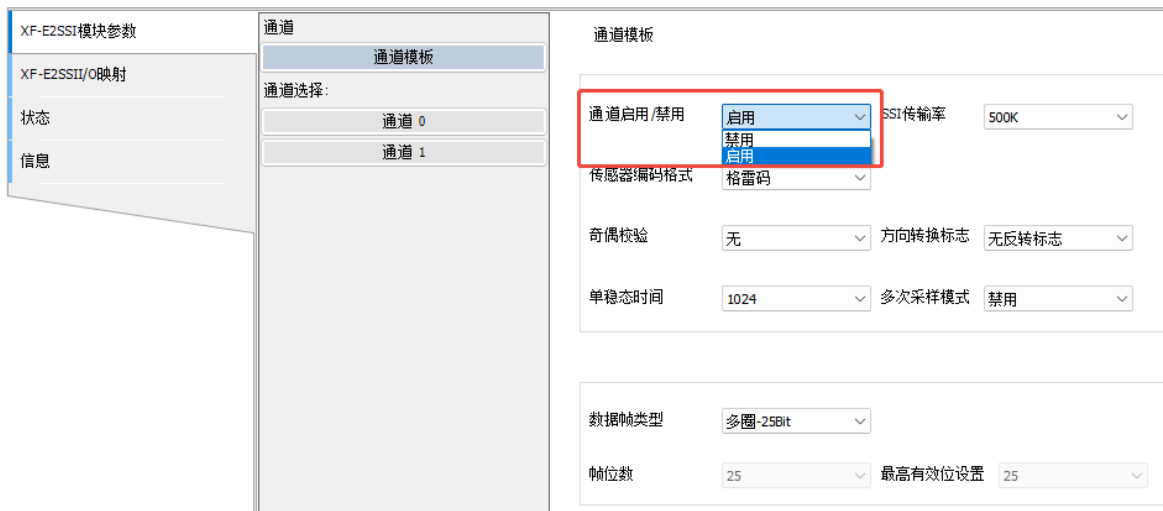 XF-E2SSI模块参数
XF-E2SSII/O映射
状态
信息
通道
通道模板
通道选择:
通道 0
通道 1
通道模板
通道启用/禁用 启用 SSI传输率 500K
禁用
启用
传感器编码格式 格雷码
奇偶校验 无 方向转换标志 无反转标志
单稳态时间 1024 多次采样模式 禁用
数据帧类型 多圈-25Bit
帧位数 25 最高有效位设置 25